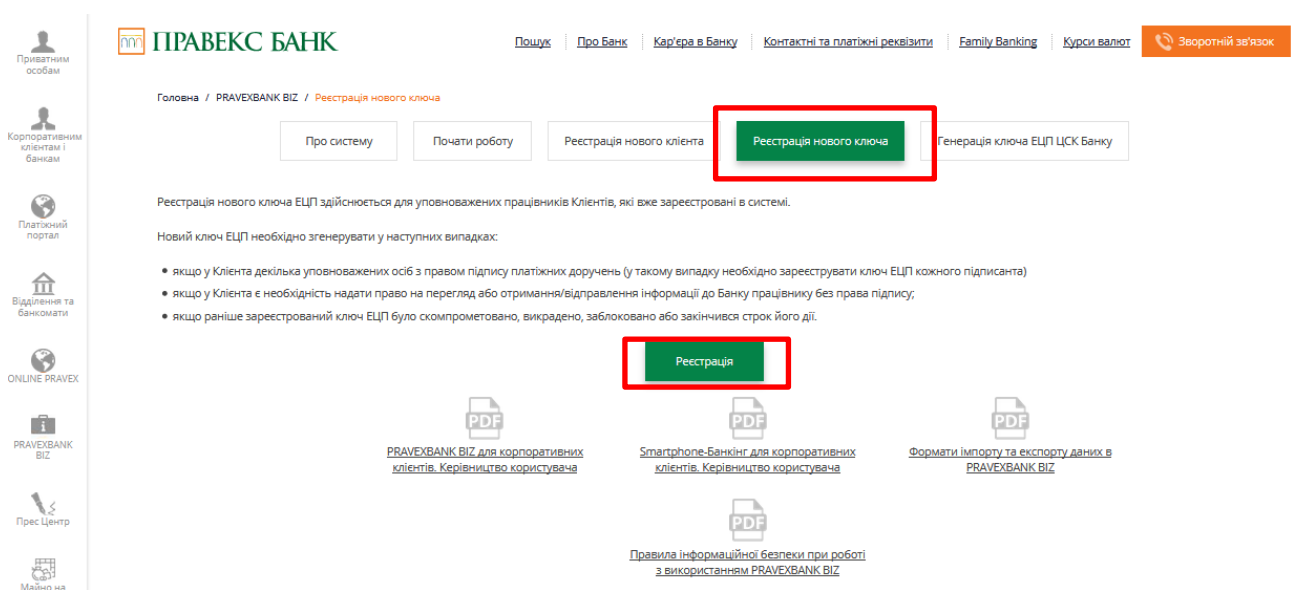 ПРАВЕКС БАНК
Пошук
Про Банк
Кар'єра в Банку
Контактні та платіжні реквізити
Family Banking
Курси валют
Зворотній зв'язок
Приватним
особам
Корпоративним
клієнтам і
банкам
Платіжний
портал
Відділення та
банкомати
ONLINE PRAVEX
PRAVEXBANK
BIZ
Прес Центр
Майно на
Головна / PRAVEXBANK BIZ / Реєстрація нового ключа
Про систему
Почати роботу
Реєстрація нового клієнта
Реєстрація нового ключа
Генерація ключа ЕЦП ЦСК Банку
Реєстрація нового ключа ЕЦП здійснюється для уповноважених працівників Клієнтів, які вже зареєстровані в системі.
Новий ключ ЕЦП необхідно згенерувати у наступних випадках:
• якщо у Клієнта декілька уповноважених осіб з правом підпису платіжних доручень (у такому випадку необхідно зареєструвати ключ ЕЦП кожного підписанта)
• якщо у Клієнта є необхідність надати право на перегляд або отримання/відправлення інформації до Банку працівнику без права підпису;
• якщо раніше зареєстрований ключ ЕЦП було скомпрометовано, викрадено, заблоковано або закінчився строк його дії.
Реєстрація
PDF
PRAVEXBANK BIZ для корпоративних
клієнтів. Керівництво користувача
PDF
Smartphone-Банкінг для корпоративних
клієнтів. Керівництво користувача
PDF
Формати імпорту та експорту даних в
PRAVEXBANK BIZ
PDF
Правила інформаційної безпеки при роботі
з використанням PRAVEXBANK BIZ